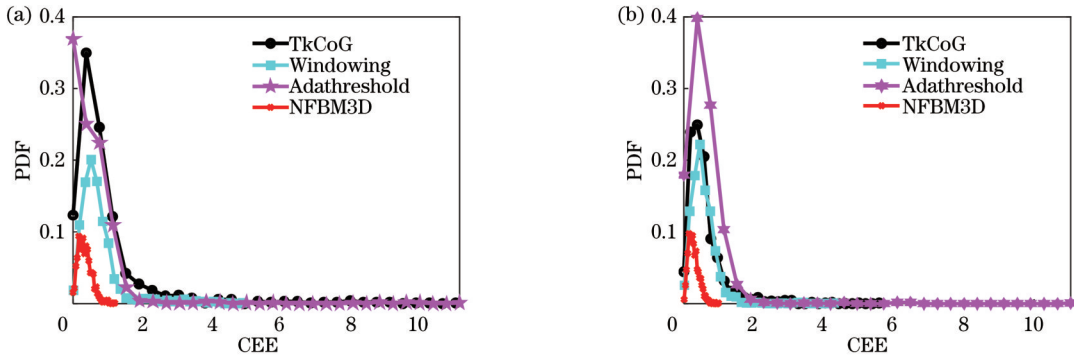 (a)
0.4
0.3
0.2
0.1
PDF
TkCoG
Windowing
Adathreshold
NFBM3D
0 2 4 6 8 10
CEE
(b)
0.4
0.3
0.2
0.1
PDF
TkCoG
Windowing
Adathreshold
NFBM3D
0 2 4 6 8 10
CEE